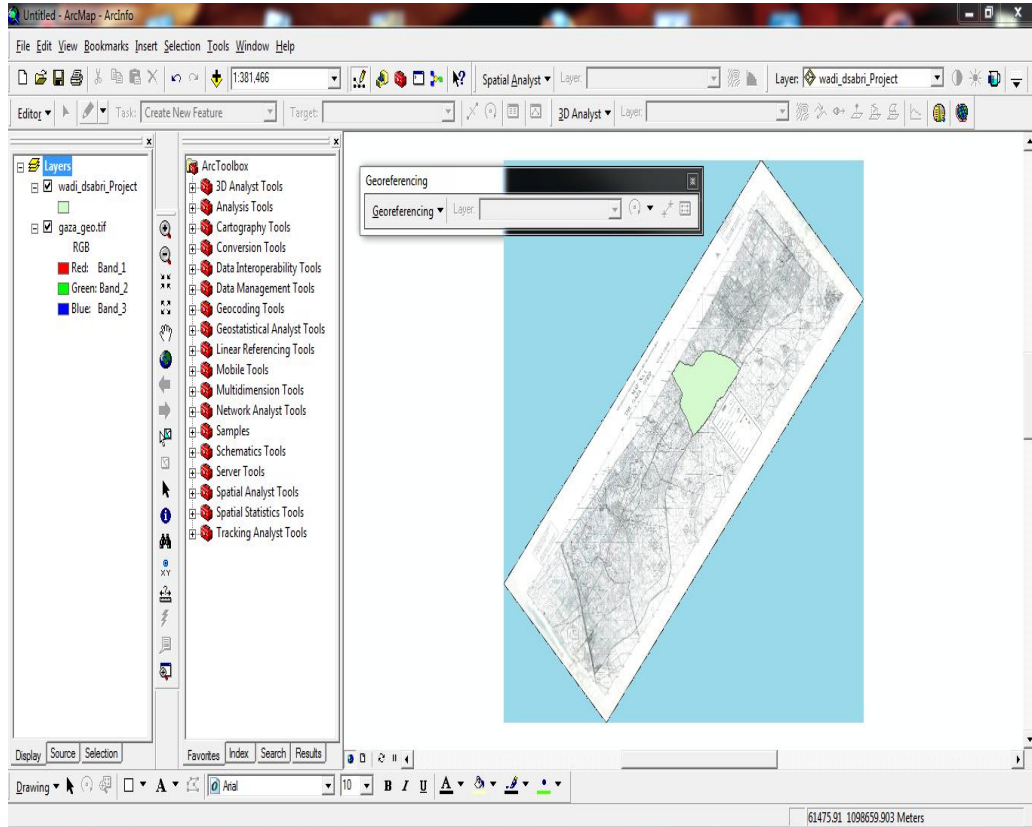 Untitled - ArcMap - ArcInfo
File Edit View Bookmarks Insert Selection Tools Window Help
1:381,466 Spatial Analyst Layer: Layer: wadi_dsabri_Project
Editor Task: Create New Feature Target: 3D Analyst Layer:
Layers
wadi_dsabri_Project
gaza_geo.tif
RGB
Red: Band_1
Green: Band_2
Blue: Band_3
ArcToolbox
3D Analyst Tools
Analysis Tools
Cartography Tools
Conversion Tools
Data Interoperability Tools
Data Management Tools
Geocoding Tools
Geostatistical Analyst Tools
Linear Referencing Tools
Mobile Tools
Multidimension Tools
Network Analyst Tools
Samples
Schematics Tools
Server Tools
Spatial Analyst Tools
Spatial Statistics Tools
Tracking Analyst Tools
Georeferencing
Georeferencing Layer:
Display Source Selection
Favorites Index Search Results
Drawing A Arial 10 B I U A
61475.91 1098659.903 Meters